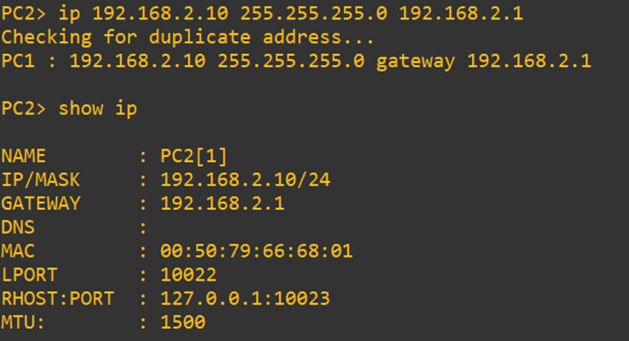 PC2> ip 192.168.2.10 255.255.255.0 192.168.2.1
Checking for duplicate address...
PC1 : 192.168.2.10 255.255.255.0 gateway 192.168.2.1
PC2> show ip
NAME        : PC2[1]
IP/MASK     : 192.168.2.10/24
GATEWAY     : 192.168.2.1
DNS         :
MAC         : 00:50:79:66:68:01
LPORT       : 10022
RHOST:PORT  : 127.0.0.1:10023
MTU:        : 1500